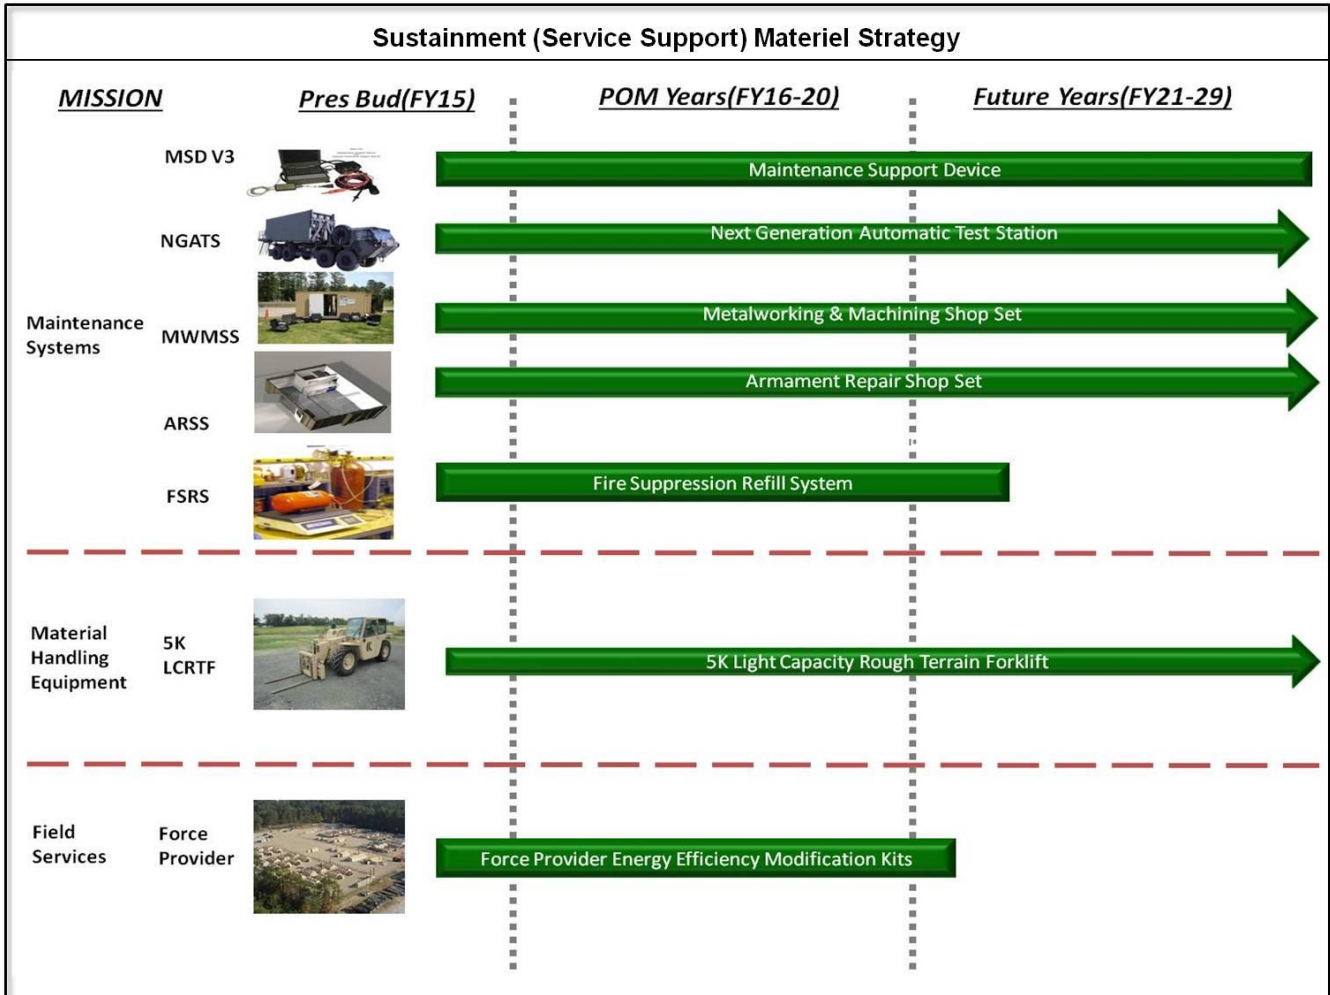 Sustainment (Service Support) Materiel Strategy
MISSION
Pres Bud(FY15)
POM Years(FY16-20)
Future Years(FY21-29)
Maintenance
Systems
MSD V3
Maintenance Support Device
NGATS
Next Generation Automatic Test Station
MWMSS
Metalworking & Machining Shop Set
ARSS
Armament Repair Shop Set
FSRS
Fire Suppression Refill System
Material
Handling
Equipment
5K
LCRTF
5K Light Capacity Rough Terrain Forklift
Field
Services
Force
Provider
Force Provider Energy Efficiency Modification Kits